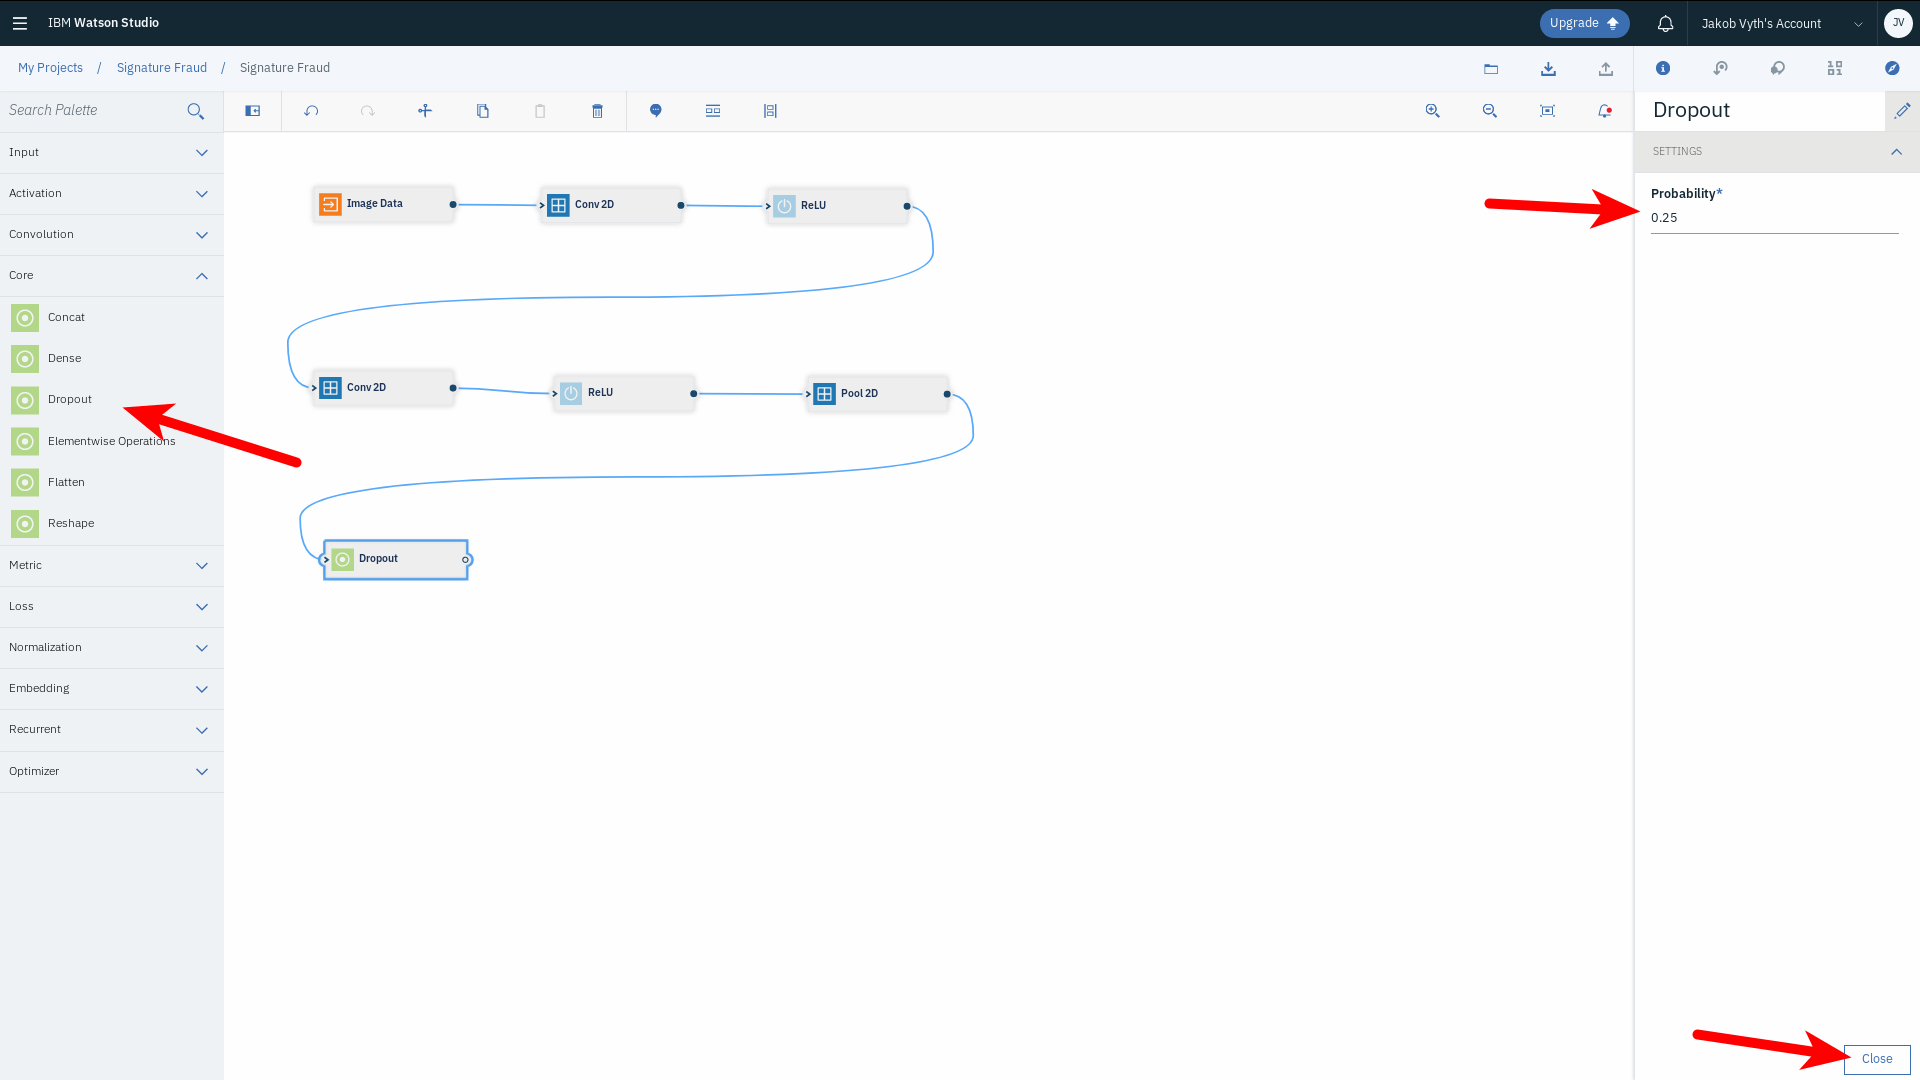 IBM Watson Studio
Upgrade
Jakob Vyth's Account
JV
My Projects / Signature Fraud / Signature Fraud
Search Palette
Input
Activation
Convolution
Core
Concat
Dense
Dropout
Elementwise Operations
Flatten
Reshape
Metric
Loss
Normalization
Embedding
Recurrent
Optimizer
Image Data
Conv 2D
ReLU
Conv 2D
ReLU
Pool 2D
Dropout
Dropout
SETTINGS
Probability*
0.25
Close